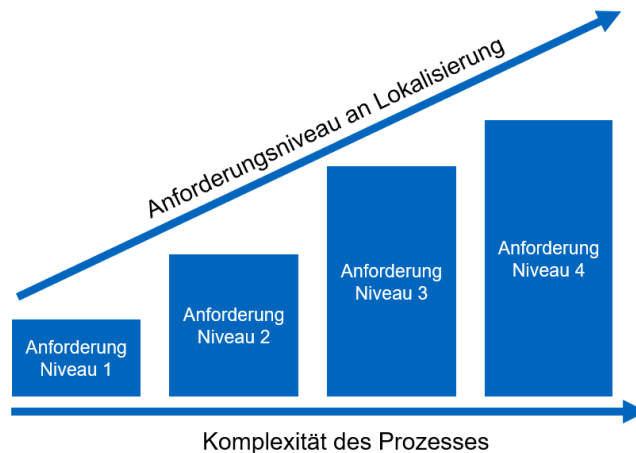 Anforderungsniveau an Lokalisierung
Anforderung
Niveau 1
Anforderung
Niveau 2
Anforderung
Niveau 3
Anforderung
Niveau 4
Komplexität des Prozesses